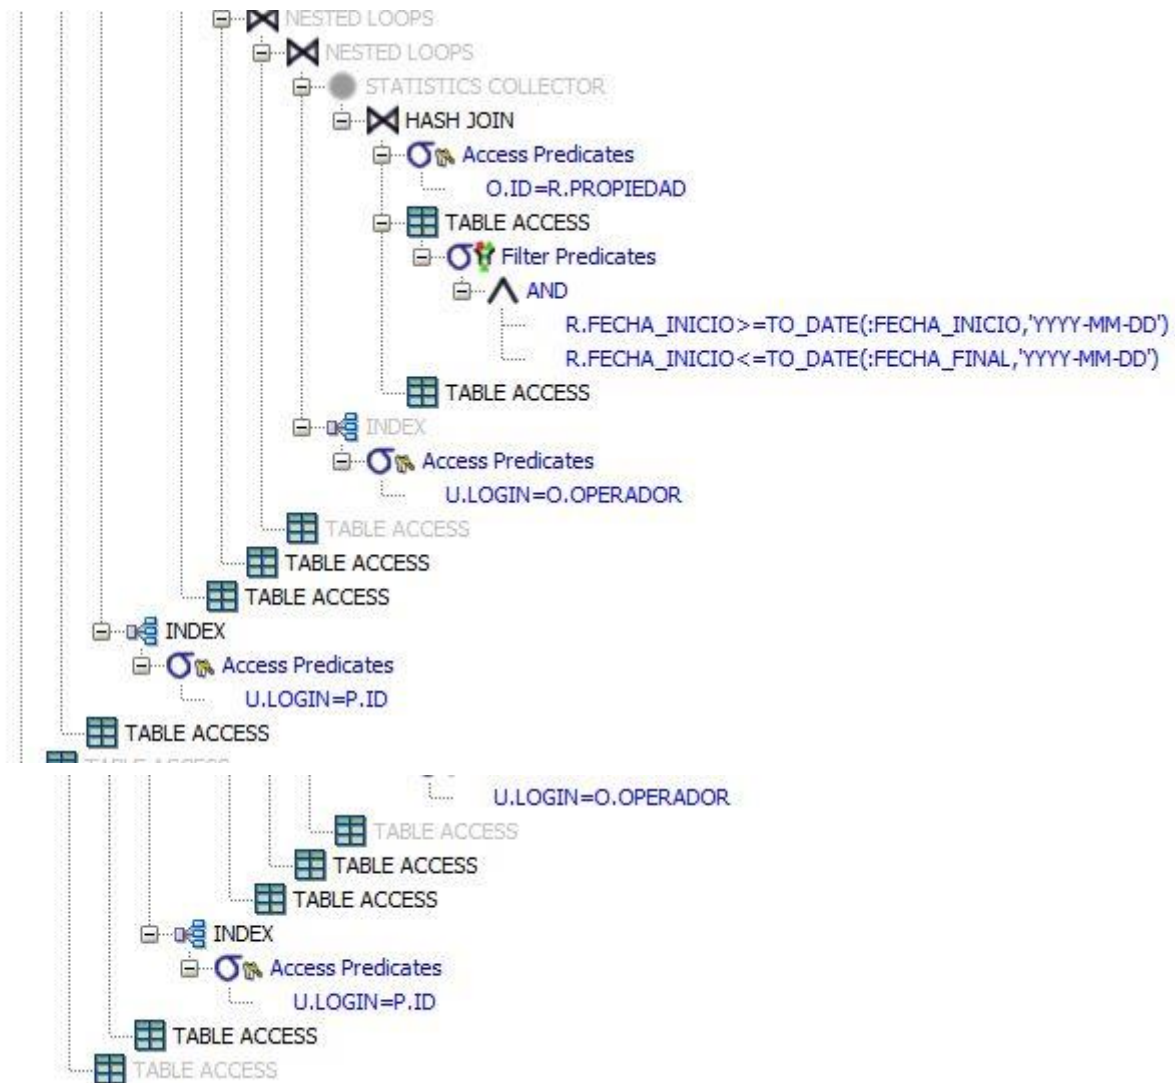 NESTED LOOPS
NESTED LOOPS
STATISTICS COLLECTOR
HASH JOIN
Access Predicates
O.ID=R.PROPIEDAD
TABLE ACCESS
Filter Predicates
AND
R.FECHA_INICIO>=TO_DATE(:FECHA_INICIO,'YYYY-MM-DD')
R.FECHA_INICIO<=TO_DATE(:FECHA_FINAL,'YYYY-MM-DD')
TABLE ACCESS
INDEX
Access Predicates
U.LOGIN=O.OPERADOR
TABLE ACCESS
TABLE ACCESS
TABLE ACCESS
INDEX
Access Predicates
U.LOGIN=P.ID
TABLE ACCESS
TABLE ACCESS
U.LOGIN=O.OPERADOR
TABLE ACCESS
TABLE ACCESS
TABLE ACCESS
INDEX
Access Predicates
U.LOGIN=P.ID
TABLE ACCESS
TABLE ACCESS